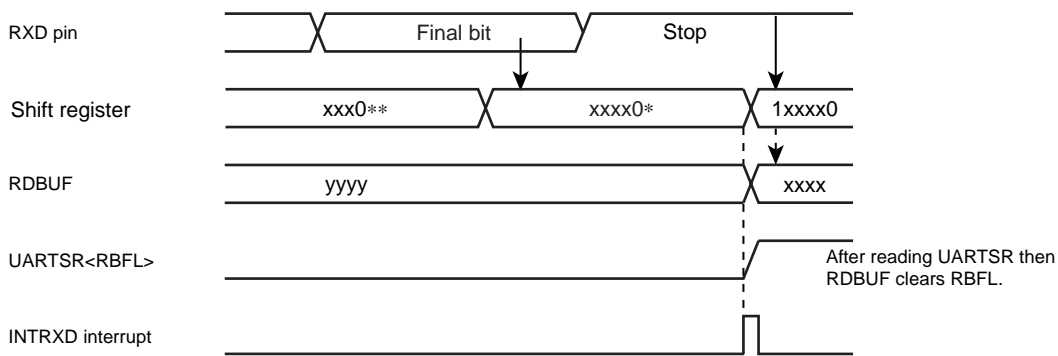 RXD pin
Final bit
Stop
Shift register
xxx0**
xxxx0*
1xxxx0
RDBUF
yyyy
xxxx
UARTSR<RBFL>
After reading UARTSR then
RDBUF clears RBFL.
INTRXD interrupt